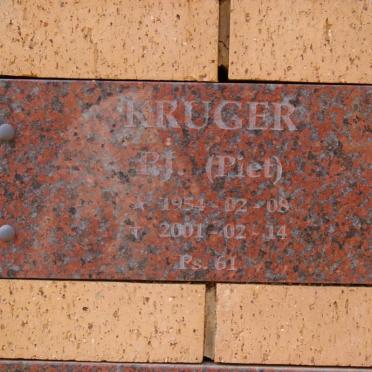 KRUGER
P.J. (Piet)
* 1954-02-08
† 2001-02-14
Ps. 61